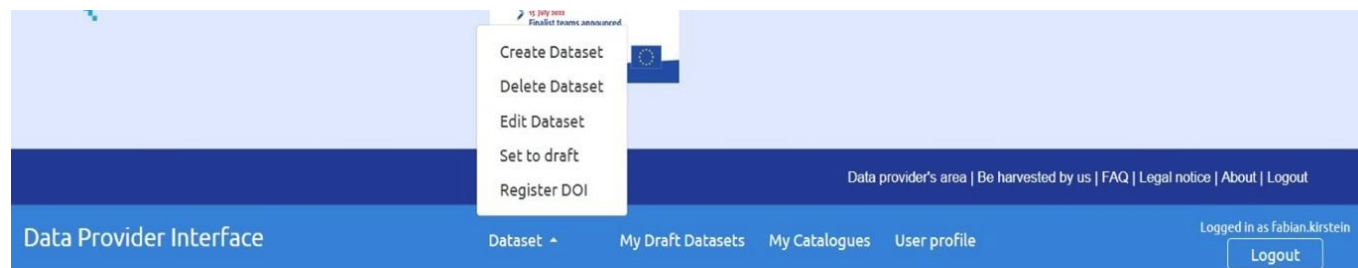 15. July 2022
Finalist teams announced
Create Dataset
Delete Dataset
Edit Dataset
Set to draft
Register DOI
Data provider's area | Be harvested by us | FAQ | Legal notice | About | Logout
Data Provider Interface
Dataset
My Draft Datasets
My Catalogues
User profile
Logged in as fabian.kirstein
Logout